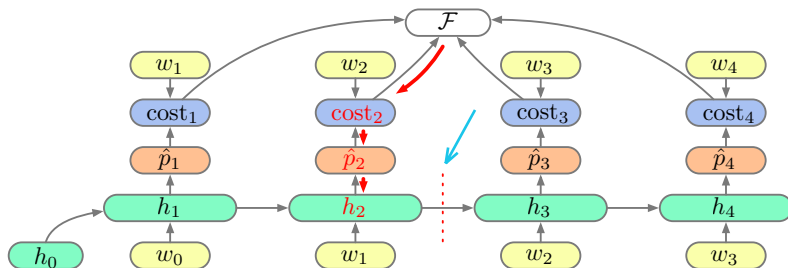 ℱ
w₁ w₂ w₃ w₄
cost₁ cost₂ cost₃ cost₄
p̂₁ p̂₂ p̂₃ p̂₄
h₁ h₂ h₃ h₄
h₀ w₀ w₁ w₂ w₃